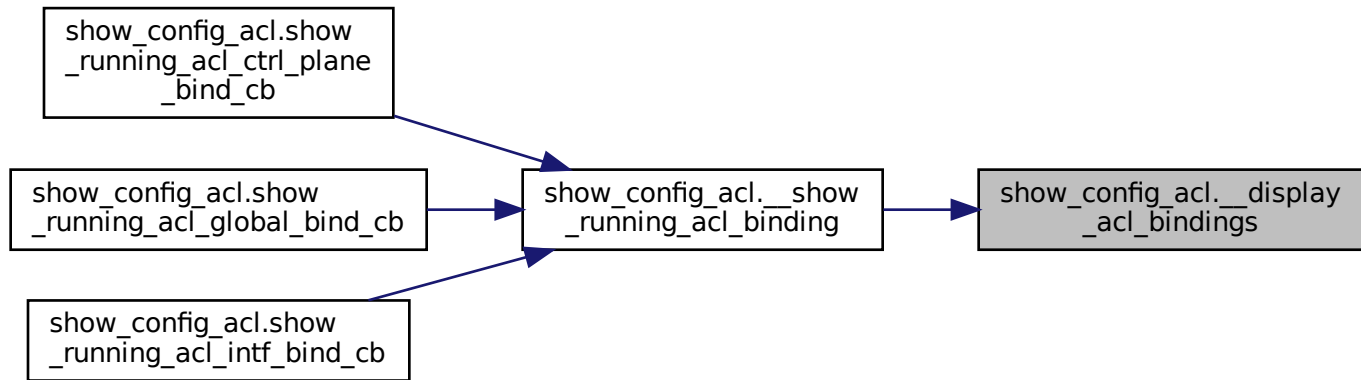 show_config_acl.show
_running_acl_ctrl_plane
_bind_cb
show_config_acl.show
_running_acl_global_bind_cb
show_config_acl.__show
_running_acl_binding
show_config_acl.__display
_acl_bindings
show_config_acl.show
_running_acl_intf_bind_cb